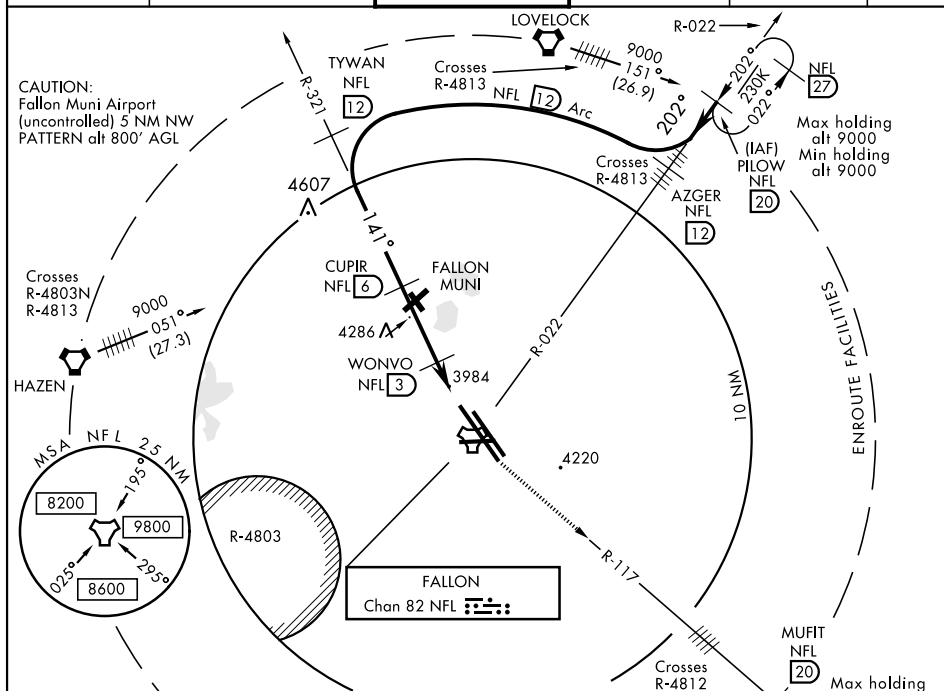 LOVELOCK
R-022
9000
151°
(26.9)
Crosses
R-4813
TYWAN
NFL
12
R-321
NFL 12 Arc
202°
202°
230K
022°
NFL
27
CAUTION:
Fallon Muni Airport
(uncontrolled) 5 NM NW
PATTERN alt 800' AGL
Max holding
alt 9000
Min holding
alt 9000
(IAF)
PILOW
NFL
20
Crosses
R-4813
AZGER
NFL
12
4607
141°
CUPIR
NFL 6
FALLON
MUNI
4286
Crosses
R-4803N
R-4813
9000
051°
(27.3)
HAZEN
WONVO
NFL 3
3984
R-022
10 NM
ENROUTE FACILITIES
4220
MSA NFL 25 NM
195°
8200
9800
025°
295°
8600
R-4803
FALLON
Chan 82 NFL
R-117
MUFIT
NFL
20
Crosses
R-4812
Max holding